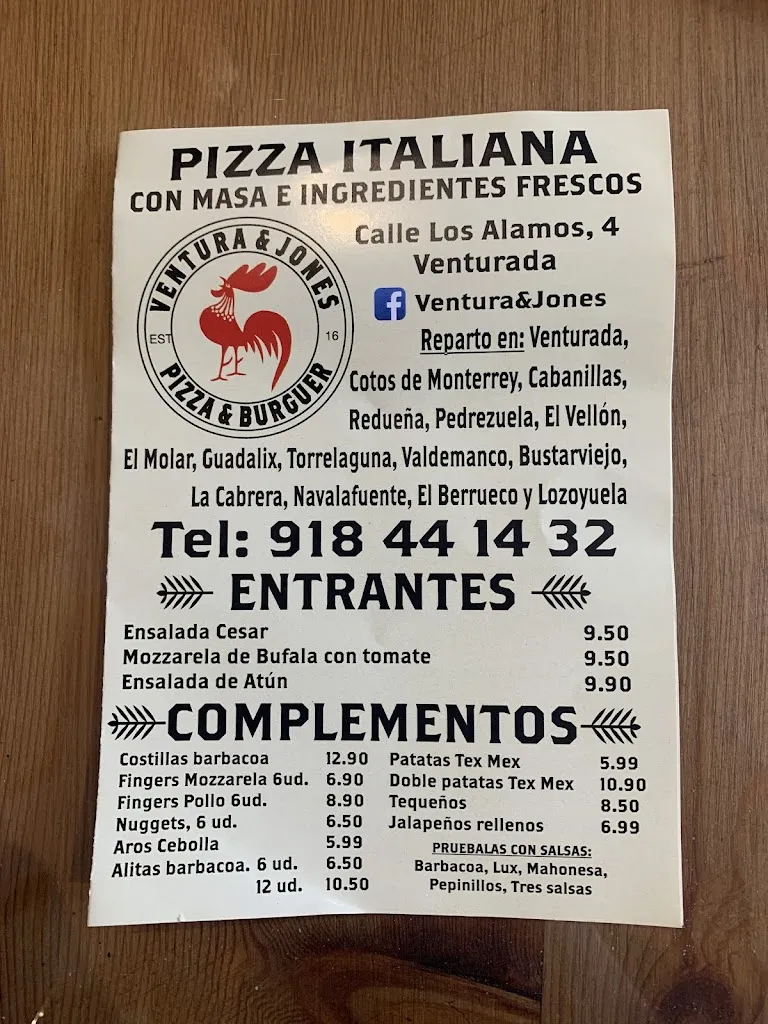 PIZZA ITALIANA
CON MASA E INGREDIENTES FRESCOS
VENTURA & JONES
EST 16
PIZZA & BURGUER
Calle Los Alamos, 4
Venturada
Ventura&Jones
Reparto en: Venturada,
Cotos de Monterrey, Cabanillas,
Redueña, Pedrezuela, El Vellón,
El Molar, Guadalix, Torrelaguna, Valdemanco, Bustarviejo,
La Cabrera, Navalafuente, El Berrueco y Lozoyuela
Tel: 918 44 14 32
ENTRANTES
Ensalada Cesar 9.50
Mozzarela de Bufala con tomate 9.50
Ensalada de Atún 9.90
COMPLEMENTOS
Costillas barbacoa 12.90
Fingers Mozzarela 6ud. 6.90
Fingers Pollo 6ud. 8.90
Nuggets, 6 ud. 6.50
Aros Cebolla 5.99
Alitas barbacoa. 6 ud. 6.50
12 ud. 10.50
Patatas Tex Mex 5.99
Doble patatas Tex Mex 10.90
Tequeños 8.50
Jalapeños rellenos 6.99
PRUEBALAS CON SALSAS:
Barbacoa, Lux, Mahonesa,
Pepinillos, Tres salsas